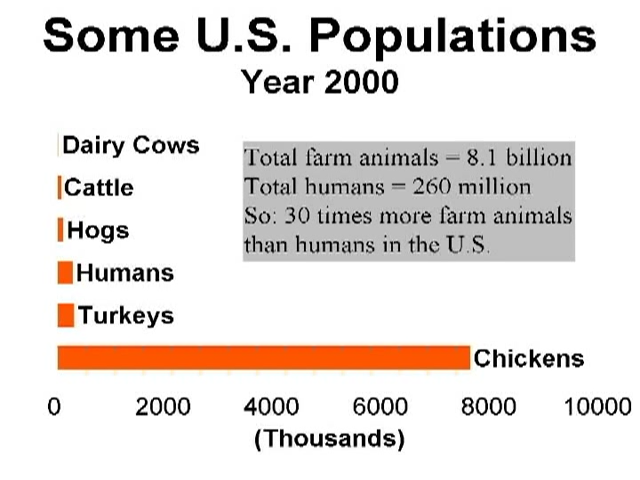 Some U.S. Populations
Year 2000
Dairy Cows
Cattle
Hogs
Humans
Turkeys
Chickens
Total farm animals = 8.1 billion
Total humans = 260 million
So: 30 times more farm animals
than humans in the U.S.
0 2000 4000 6000 8000 10000
(Thousands)